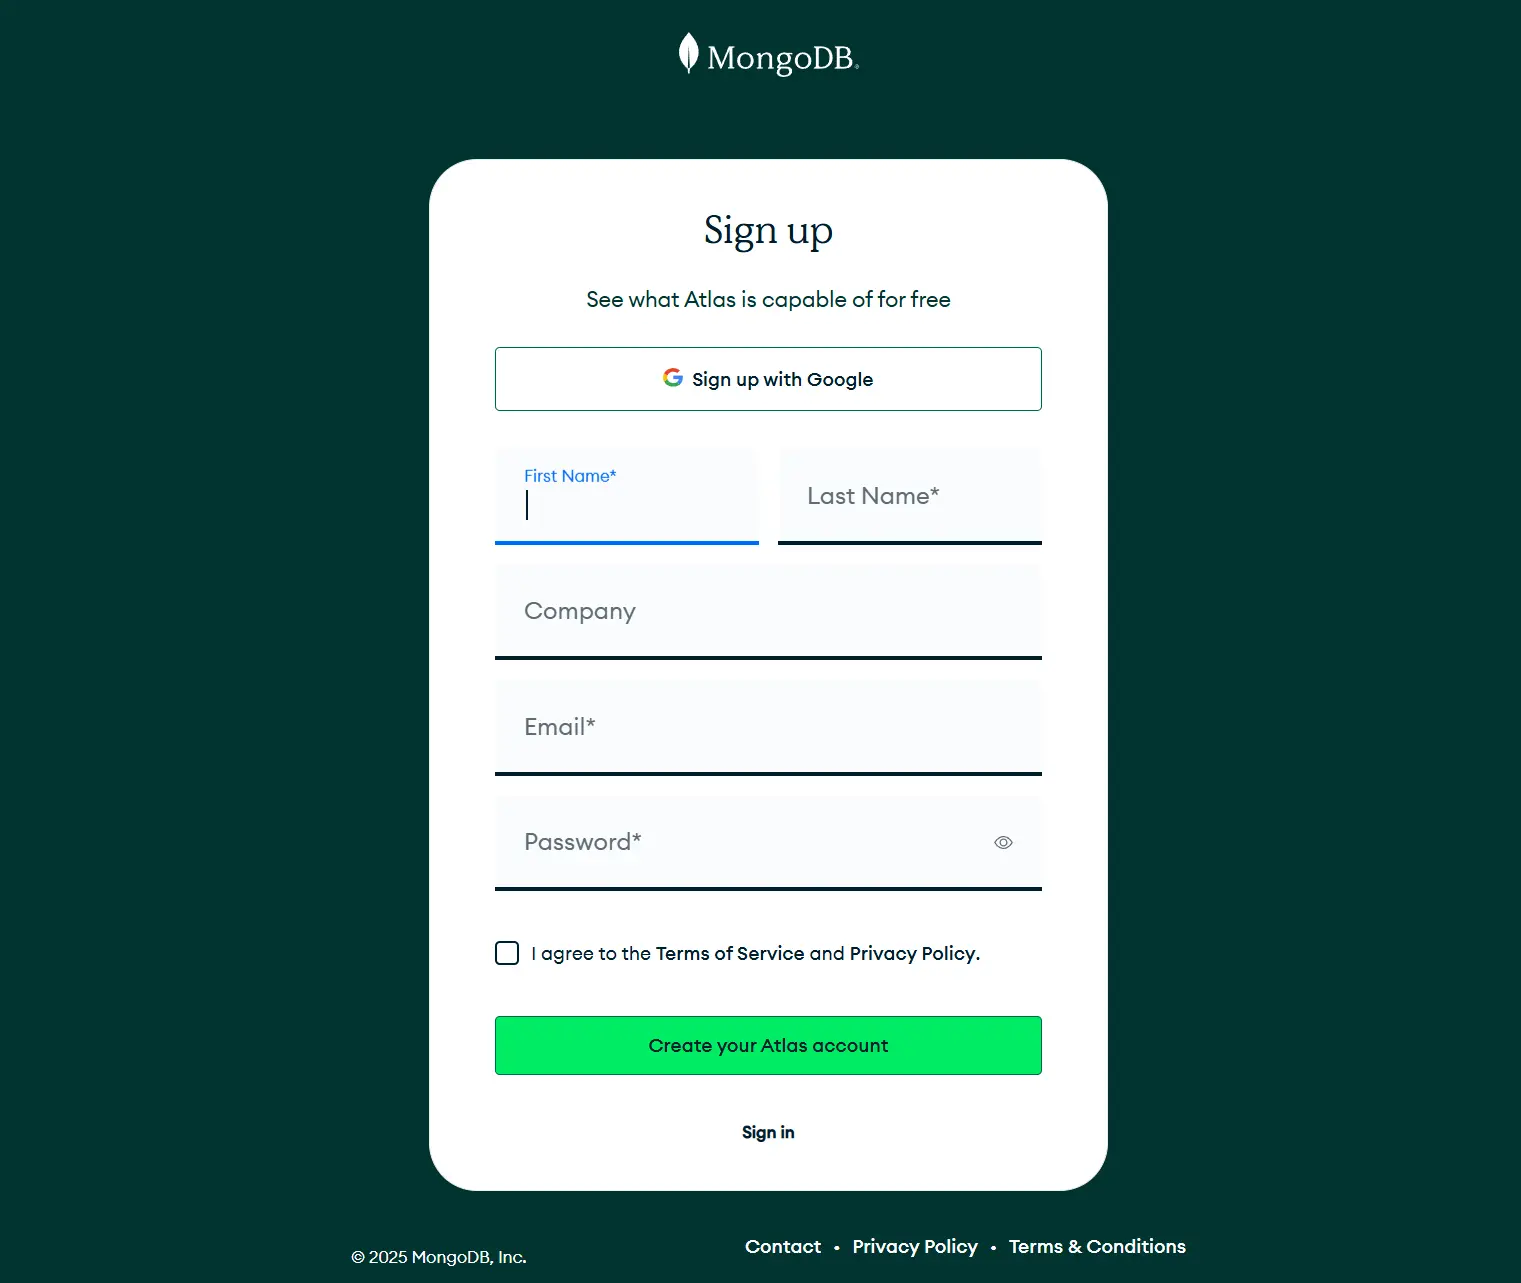 MongoDB®
Sign up
See what Atlas is capable of for free
Sign up with Google
First Name*
Last Name*
Company
Email*
Password*
I agree to the Terms of Service and Privacy Policy.
Create your Atlas account
Sign in
© 2025 MongoDB, Inc.
Contact • Privacy Policy • Terms & Conditions